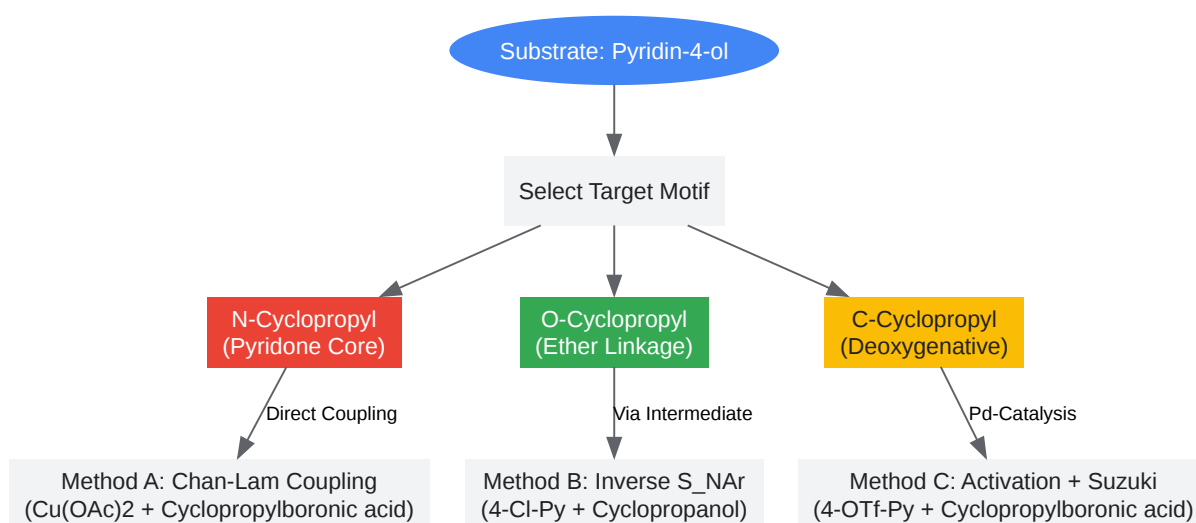 Substrate: Pyridin-4-ol
Select Target Motif
N-Cyclopropyl
(Pyridone Core)
O-Cyclopropyl
(Ether Linkage)
C-Cyclopropyl
(Deoxygenative)
Direct Coupling
Via Intermediate
Pd-Catalysis
Method A: Chan-Lam Coupling
(Cu(OAc)2 + Cyclopropylboronic acid)
Method B: Inverse S_NAr
(4-Cl-Py + Cyclopropanol)
Method C: Activation + Suzuki
(4-OTf-Py + Cyclopropylboronic acid)